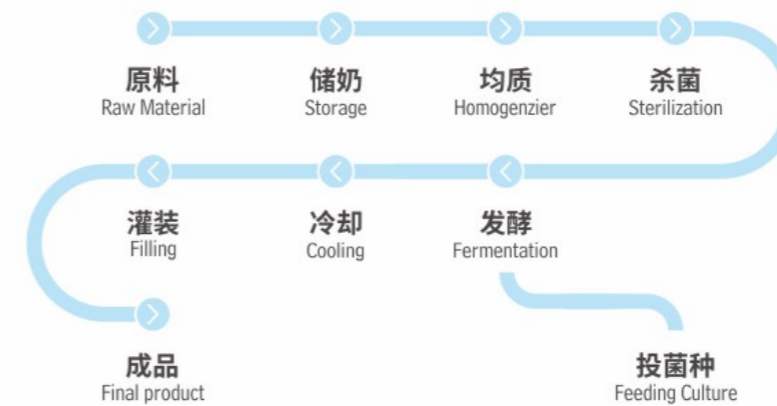 原料
Raw Material
储奶
Storage
均质
Homogenzier
杀菌
Sterilization
发酵
Fermentation
冷却
Cooling
灌装
Filling
成品
Final product
投菌种
Feeding Culture